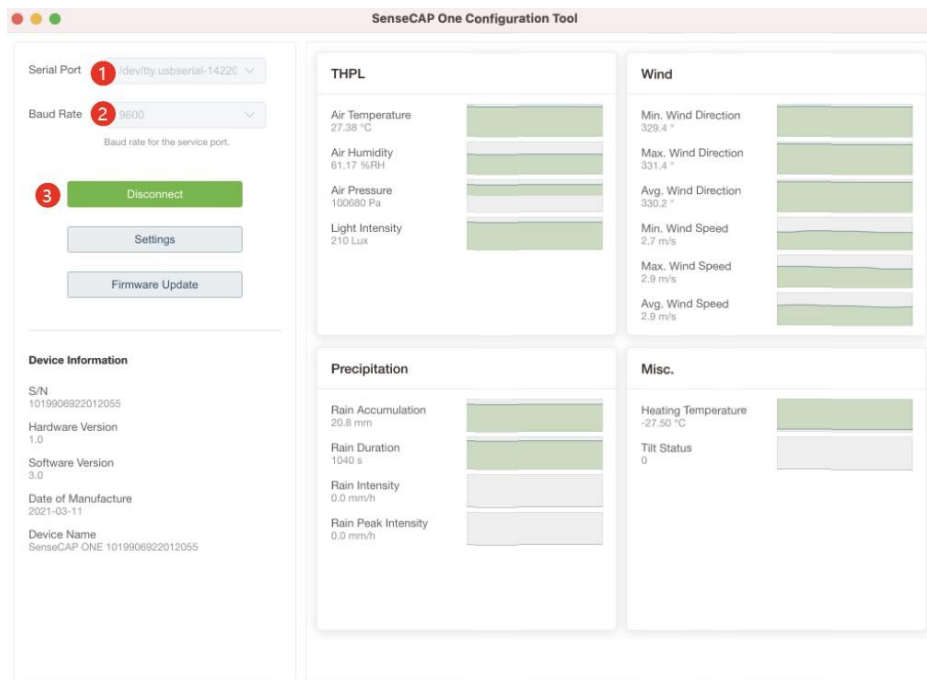 SenseCAP One Configuration Tool
Serial Port
1
/dev/tty.usbserial-1422C
Baud Rate
2
9600
Baud rate for the service port.
3
Disconnect
Settings
Firmware Update
Device Information
S/N
1019906922012055
Hardware Version
1.0
Software Version
3.0
Date of Manufacture
2021-03-11
Device Name
SenseCAP ONE 1019906922012055
THPL
Air Temperature
27.38 °C
Air Humidity
61.17 %RH
Air Pressure
100680 Pa
Light Intensity
210 Lux
Wind
Min. Wind Direction
329.4 °
Max. Wind Direction
331.4 °
Avg. Wind Direction
330.2 °
Min. Wind Speed
2.7 m/s
Max. Wind Speed
2.9 m/s
Avg. Wind Speed
2.9 m/s
Precipitation
Rain Accumulation
20.8 mm
Rain Duration
1040 s
Rain Intensity
0.0 mm/h
Rain Peak Intensity
0.0 mm/h
Misc.
Heating Temperature
-27.50 °C
Tilt Status
0